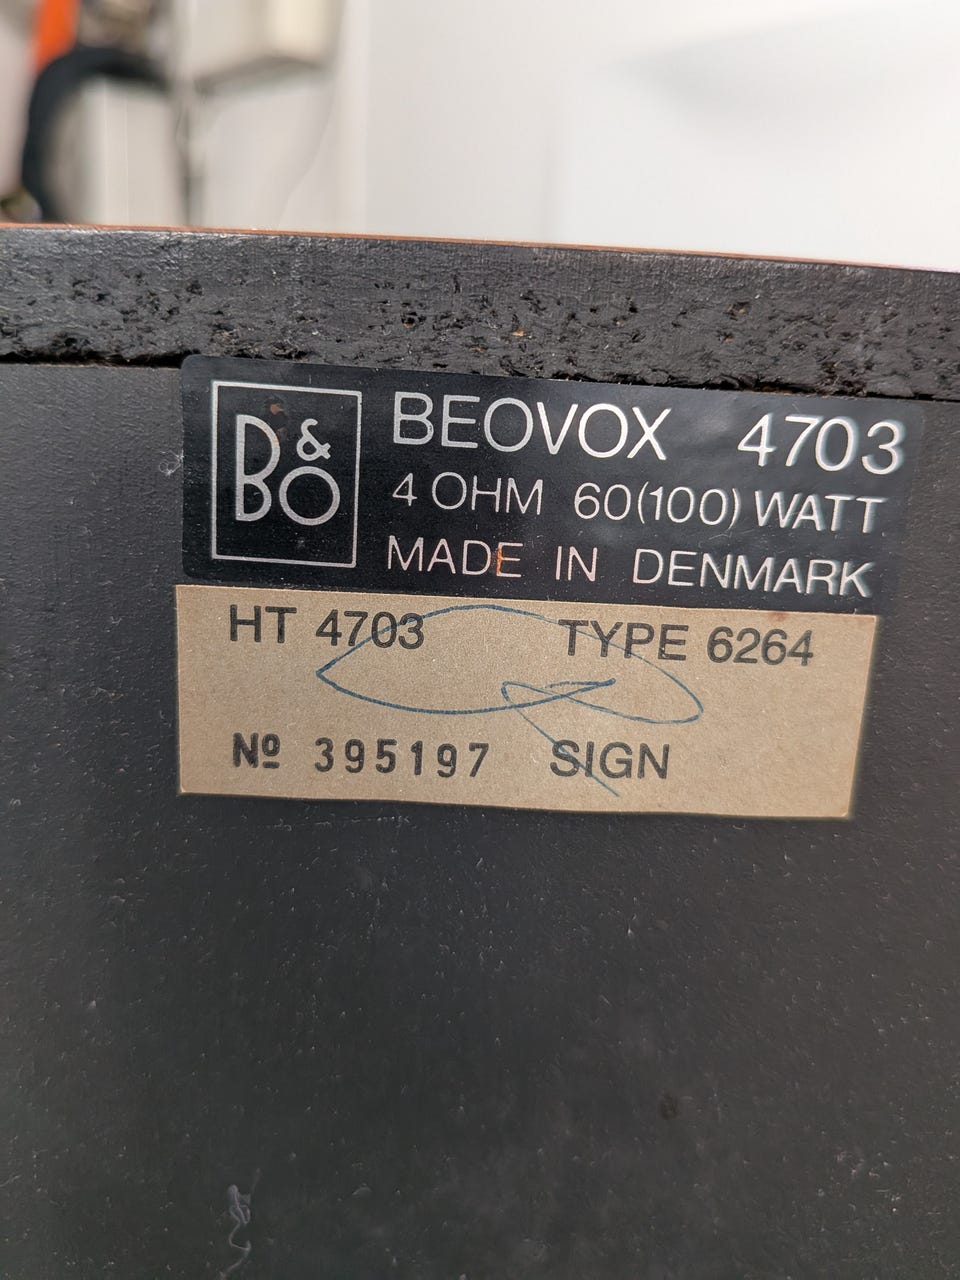 B&O
BEOVOX 4703
4 OHM 60(100) WATT
MADE IN DENMARK
HT 4703 TYPE 6264
Nº 395197 SIGN